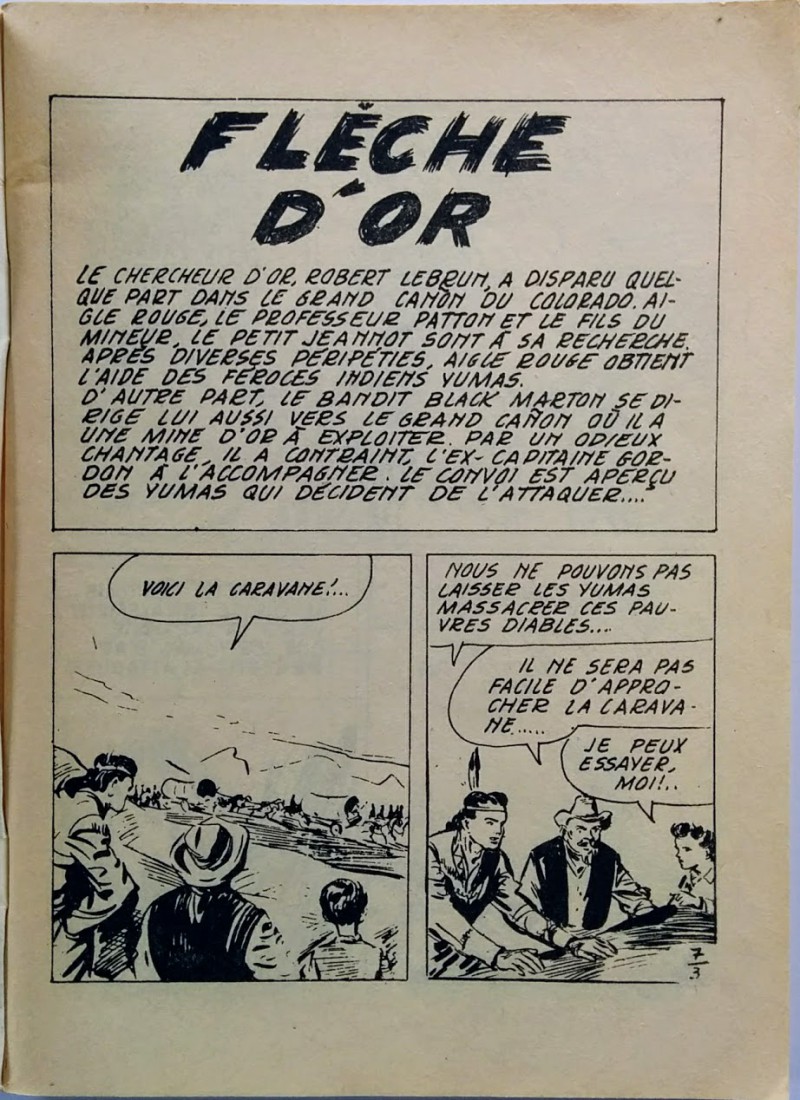 FLÈCHE
D'OR
LE CHERCHEUR D'OR, ROBERT LEBRUN, A DISPARU QUEL-
QUE PART DANS LE GRAND CAÑON DU COLORADO. AI-
GLE ROUGE, LE PROFESSEUR PATTON ET LE FILS DU
MINEUR, LE PETIT JEANNOT SONT À SA RECHERCHE.
APRÈS DIVERSES PÉRIPÉTIES, AIGLE ROUGE OBTIENT
L'AIDE DES FÉROCES INDIENS YUMAS.
D'AUTRE PART, LE BANDIT BLACK MARTON SE DI-
RIGE LUI AUSSI VERS LE GRAND CAÑON OÙ IL A
UNE MINE D'OR À EXPLOITER. PAR UN ODIEUX
CHANTAGE, IL A CONTRAINT, L'EX-CAPITAINE GOR-
DON À L'ACCOMPAGNER. LE CONVOI EST APERÇU
DES YUMAS QUI DÉCIDENT DE L'ATTAQUER....
VOICI LA CARAVANE!...
NOUS NE POUVONS PAS
LAISSER LES YUMAS
MASSACRER CES PAU-
VRES DIABLES...
IL NE SERA PAS
FACILE D'APPRO-
CHER LA CARAVA-
NE.....
JE PEUX
ESSAYER,
MOI!..
7
3